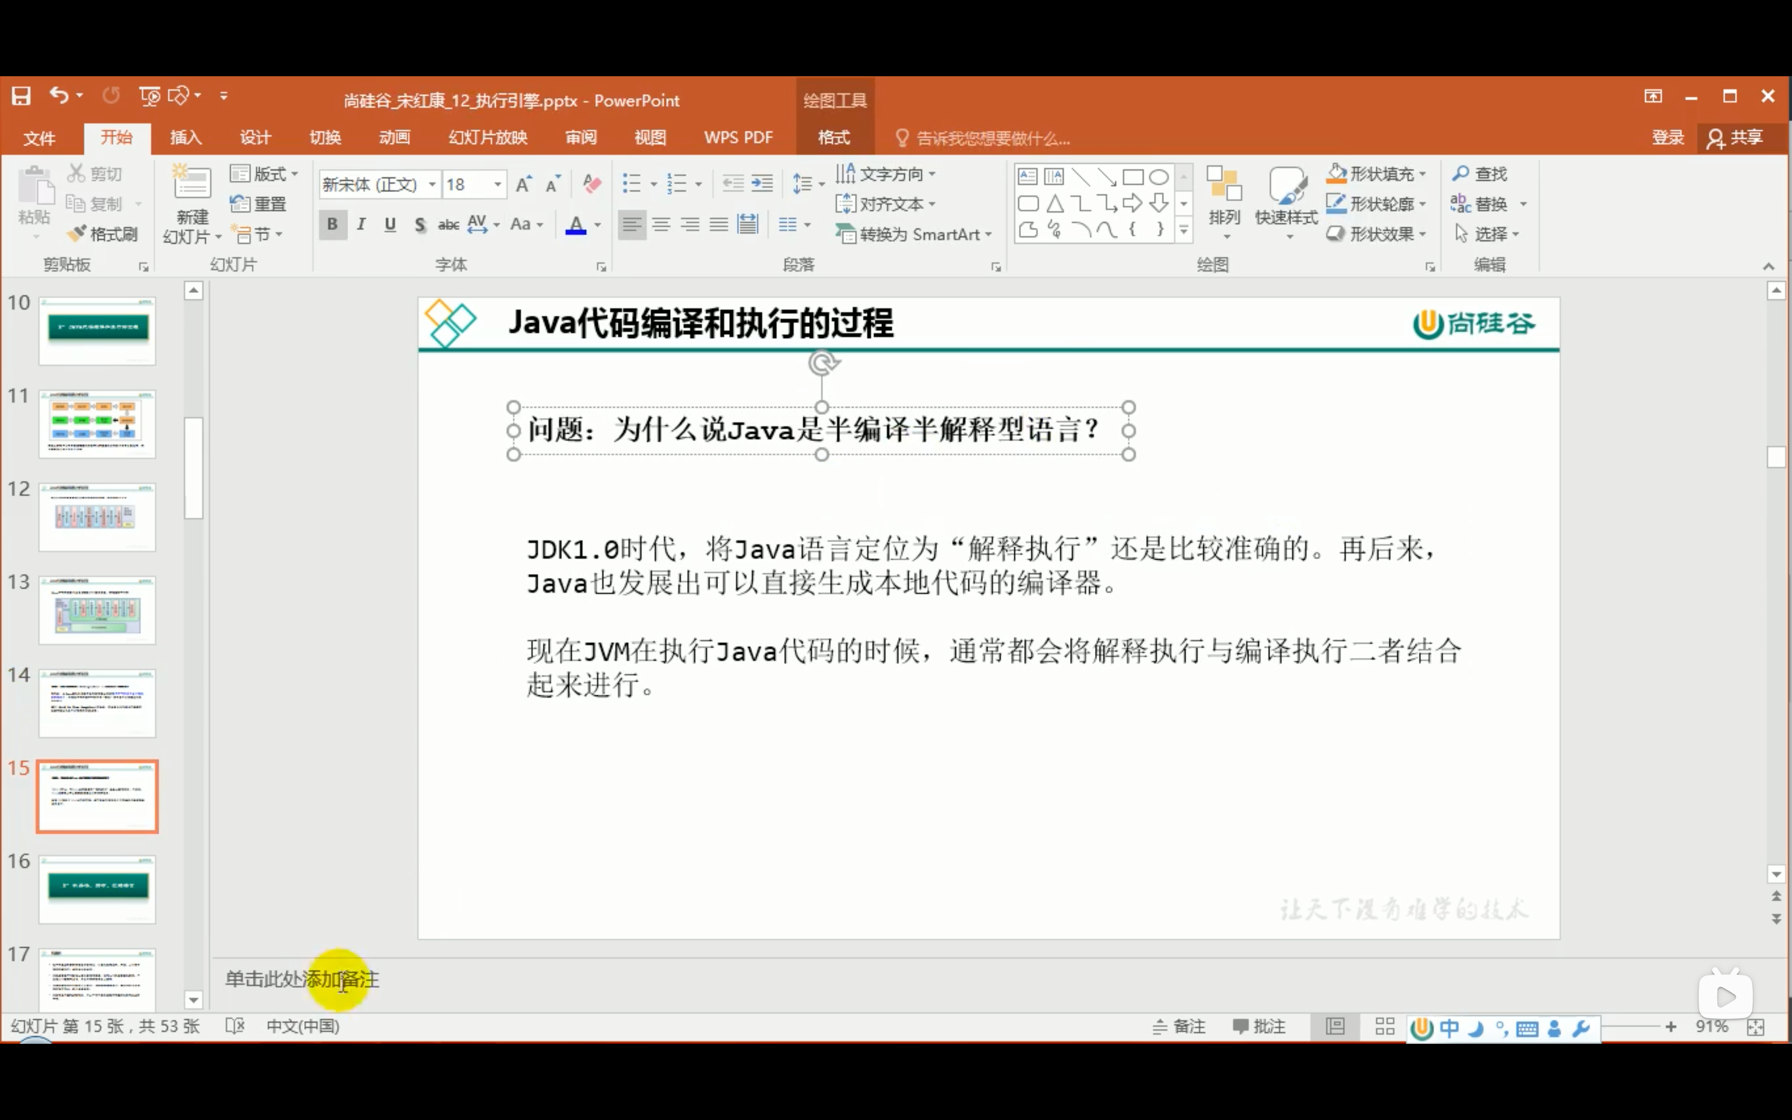 尚硅谷_宋红康_12_执行引擎.pptx - PowerPoint
绘图工具
文件
开始
插入
设计
切换
动画
幻灯片放映
审阅
视图
WPS PDF
格式
告诉我您想要做什么...
登录
共享
粘贴
剪切
复制
格式刷
剪贴板
新建
幻灯片
版式
重置
节
幻灯片
新宋体 (正文)
18
B I U S abc AV Aa A
字体
文字方向
对齐文本
转换为 SmartArt
段落
排列
快速样式
形状填充
形状轮廓
形状效果
绘图
查找
替换
选择
编辑
10
11
12
13
14
15
16
17
Java代码编译和执行的过程
尚硅谷
问题：为什么说Java是半编译半解释型语言？
JDK1.0时代，将Java语言定位为“解释执行”还是比较准确的。再后来，
Java也发展出可以直接生成本地代码的编译器。
现在JVM在执行Java代码的时候，通常都会将解释执行与编译执行二者结合
起来进行。
让天下没有难学的技术
单击此处添加备注
幻灯片 第 15 张，共 53 张
中文(中国)
备注
批注
中
91%